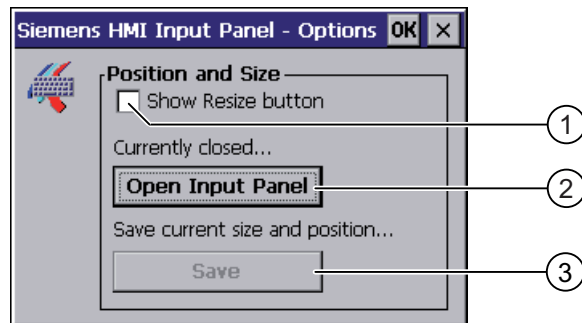 Siemens HMI Input Panel - Options OK ×
Position and Size
Show Resize button
1
Currently closed...
Open Input Panel
2
Save current size and position...
Save
3